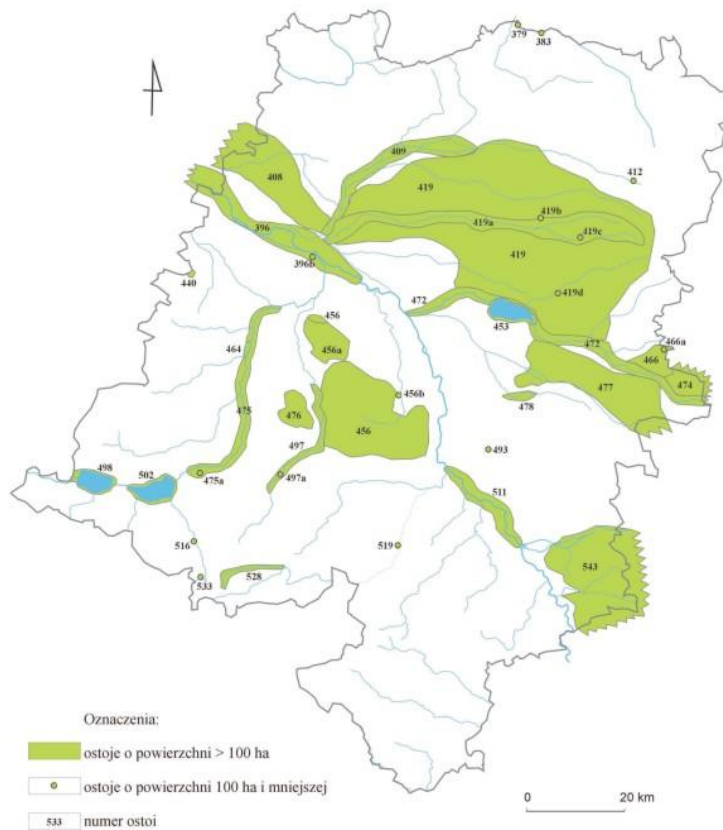 379
383
409
408
419
412
419b
419a
419c
396
419
396b
440
419d
472
453
456
464
472
466a
456a
466
474
477
475
456b
476
478
456
497
493
498
502
475a
497a
511
516
519
543
528
533
Oznaczenia:
ostoje o powierzchni > 100 ha
ostoje o powierzchni 100 ha i mniejszej
533 numer ostoi
0 20 km